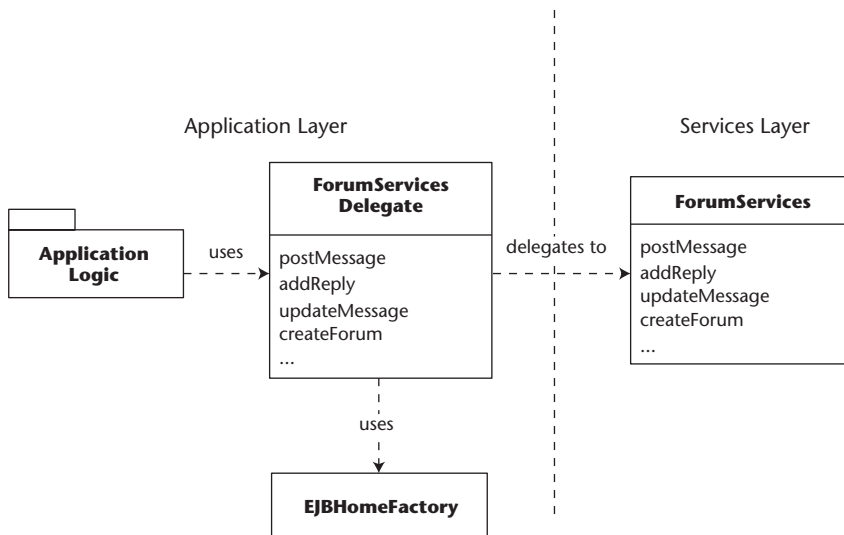 Application Layer
Services Layer
ForumServices
Delegate
postMessage
addReply
updateMessage
createForum
...
ForumServices
postMessage
addReply
updateMessage
createForum
...
Application
Logic
uses
delegates to
uses
EJBHomeFactory